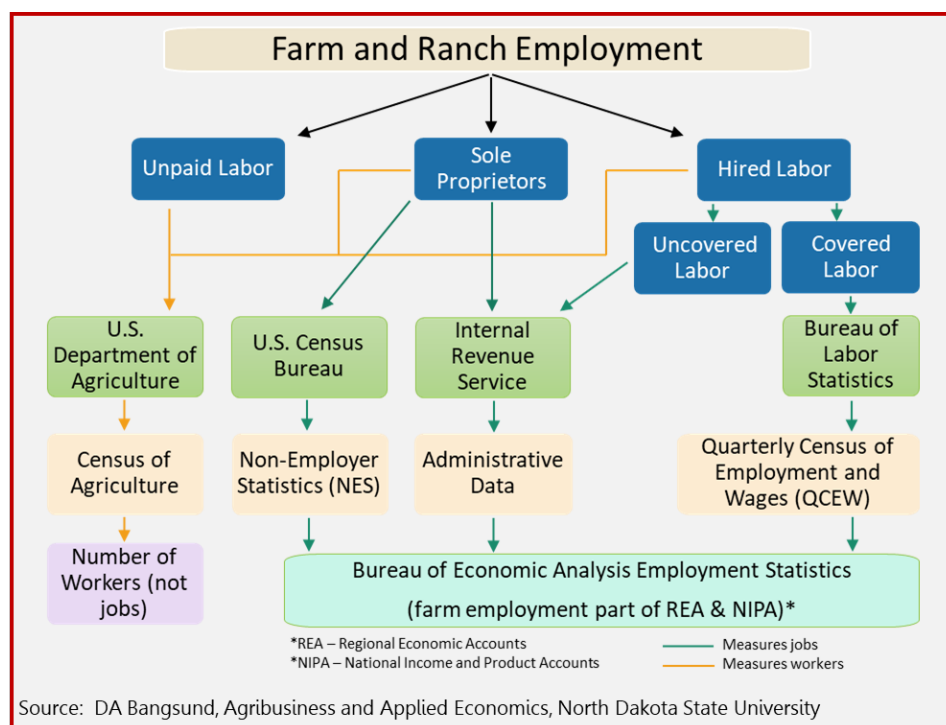 Farm and Ranch Employment
Unpaid Labor
Sole
Proprietors
Hired Labor
Uncovered
Labor
Covered
Labor
U.S.
Department of
Agriculture
U.S. Census
Bureau
Internal
Revenue
Service
Bureau of
Labor
Statistics
Census of
Agriculture
Non-Employer
Statistics (NES)
Administrative
Data
Quarterly Census of
Employment and
Wages (QCEW)
Number of
Workers (not
jobs)
Bureau of Economic Analysis Employment Statistics
(farm employment part of REA & NIPA)*
*REA – Regional Economic Accounts
*NIPA – National Income and Product Accounts
Measures jobs
Measures workers
Source:  DA Bangsund, Agribusiness and Applied Economics, North Dakota State University